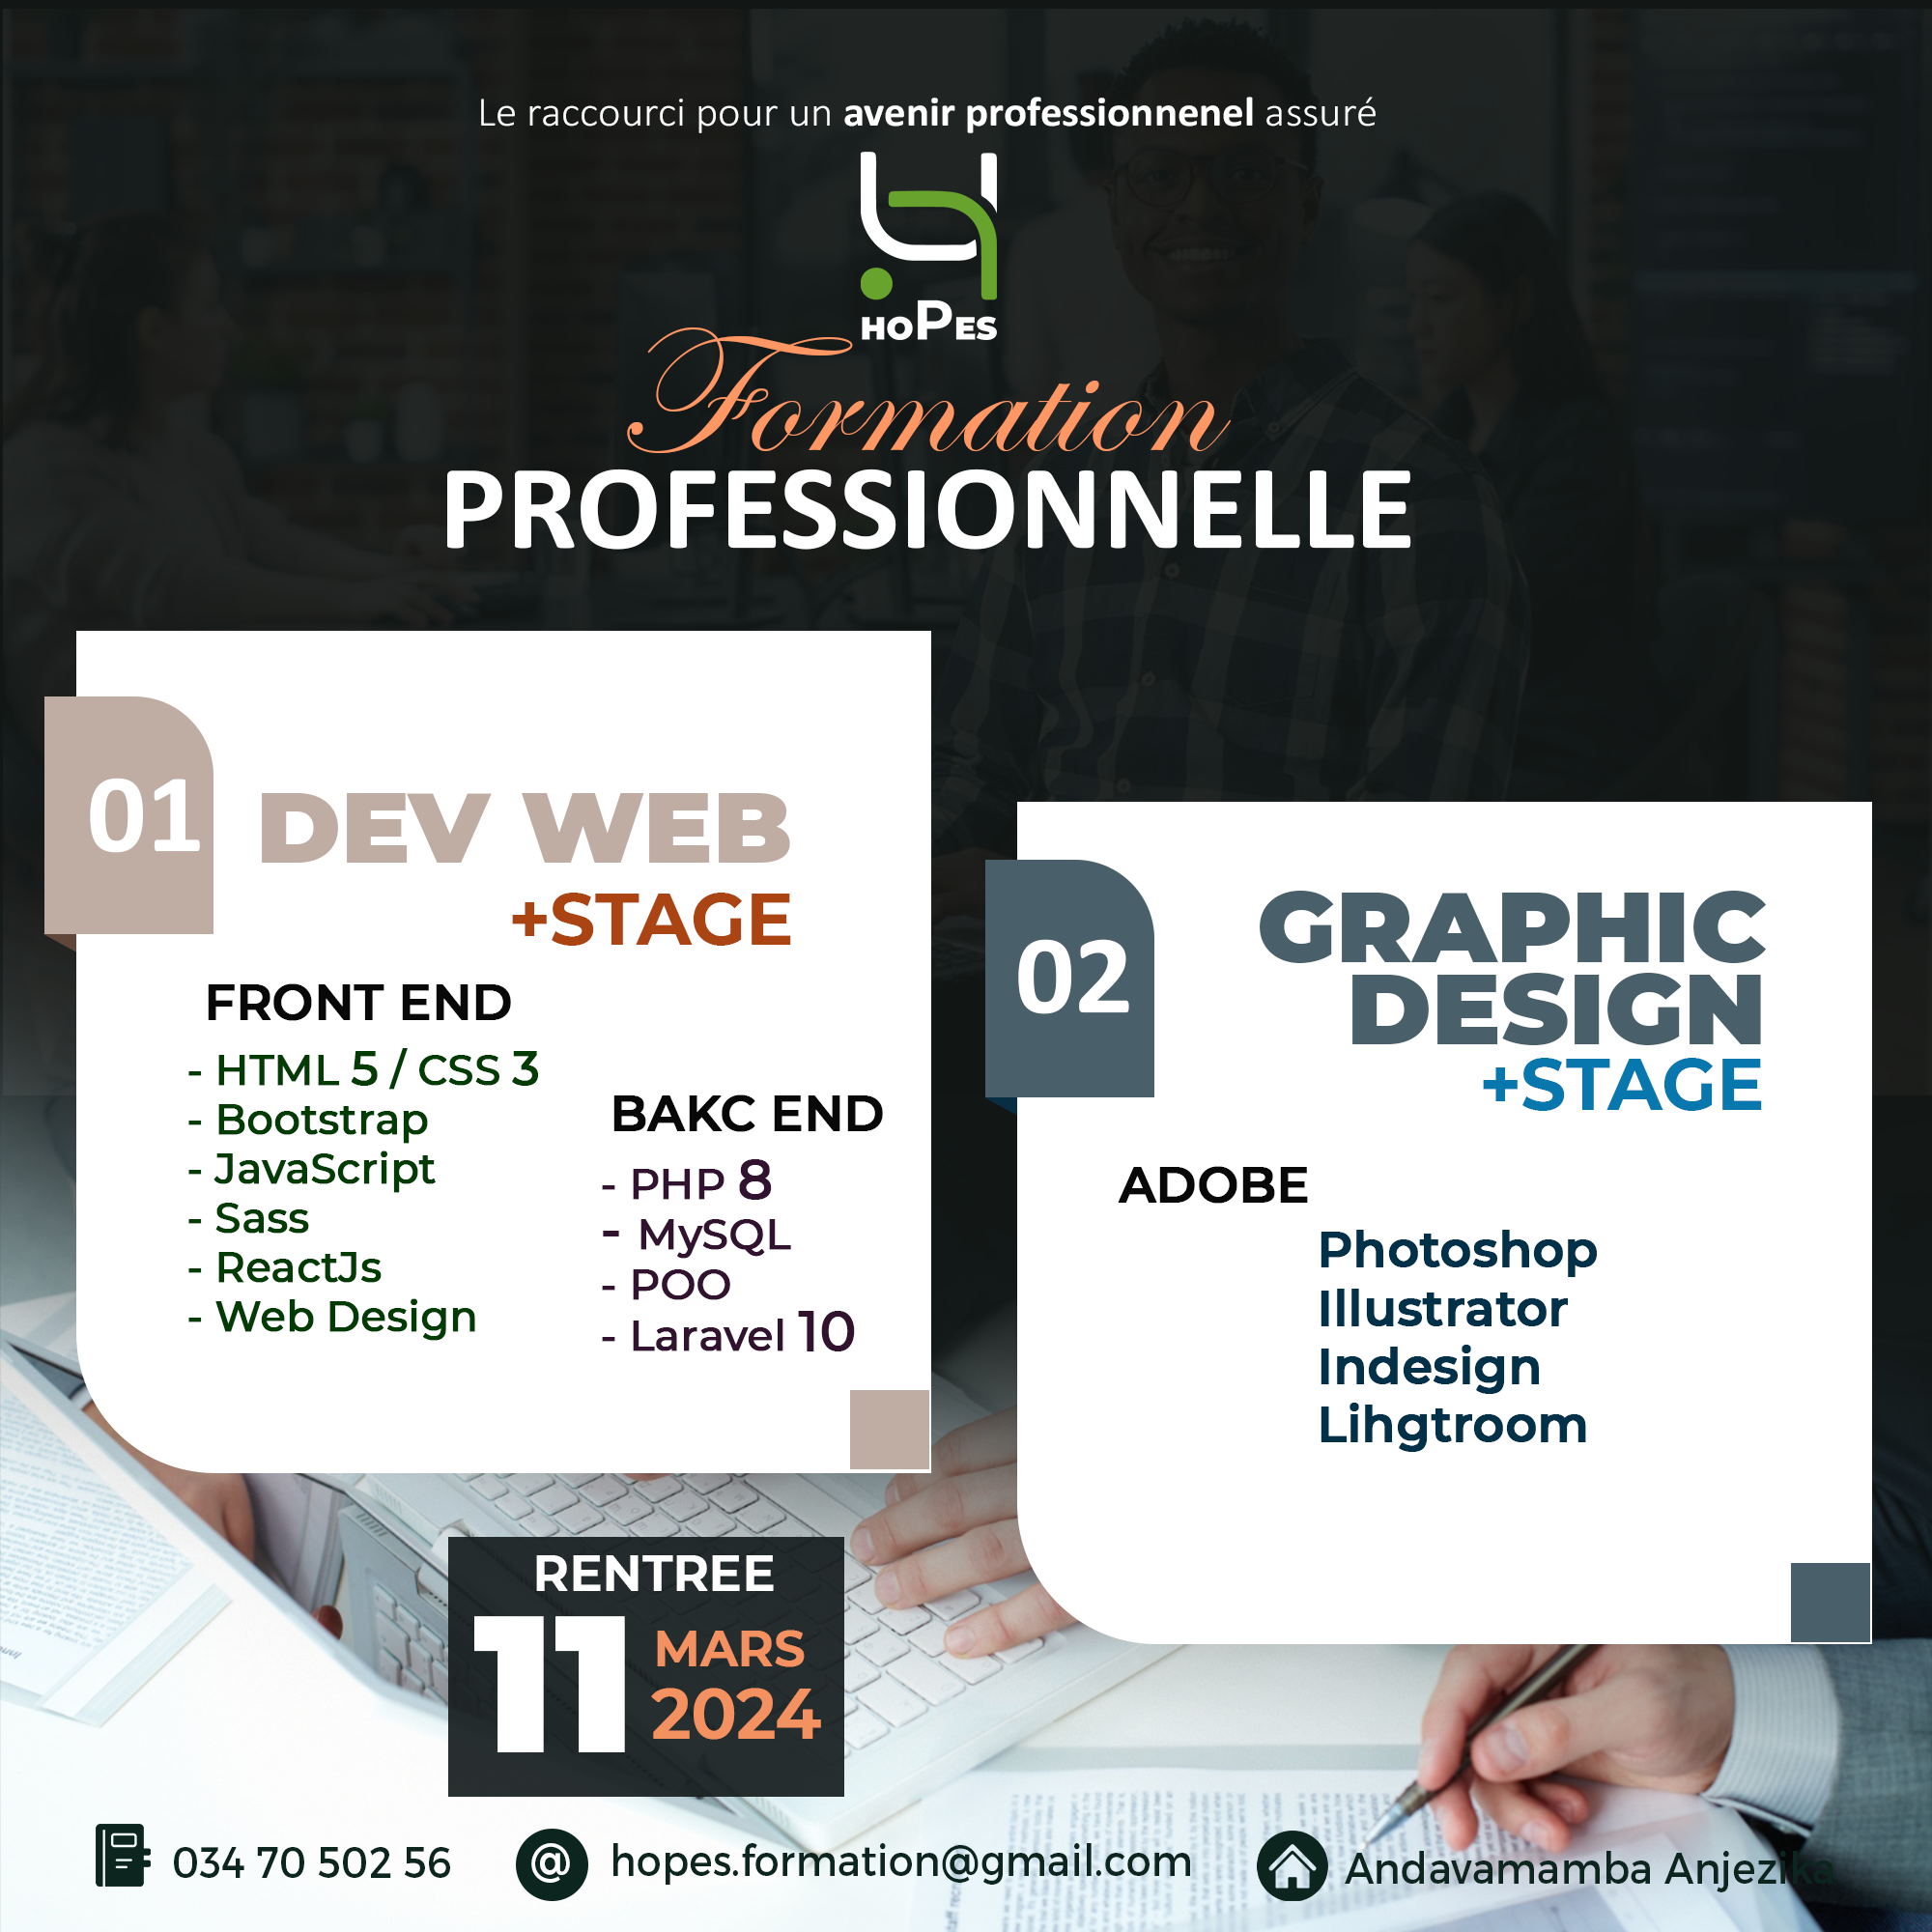 Le raccourci pour un avenir professionnenel assuré
HOPES
Formation
PROFESSIONNELLE
01
DEV WEB
+STAGE
FRONT END
- HTML 5 / CSS 3
- Bootstrap
- JavaScript
- Sass
- ReactJs
- Web Design
BAKC END
- PHP 8
- MySQL
- POO
- Laravel 10
02
GRAPHIC
DESIGN
+STAGE
ADOBE
Photoshop
Illustrator
Indesign
Lihgtroom
RENTREE
11 MARS
2024
034 70 502 56
@ hopes.formation@gmail.com
Andavamamba Anjezika